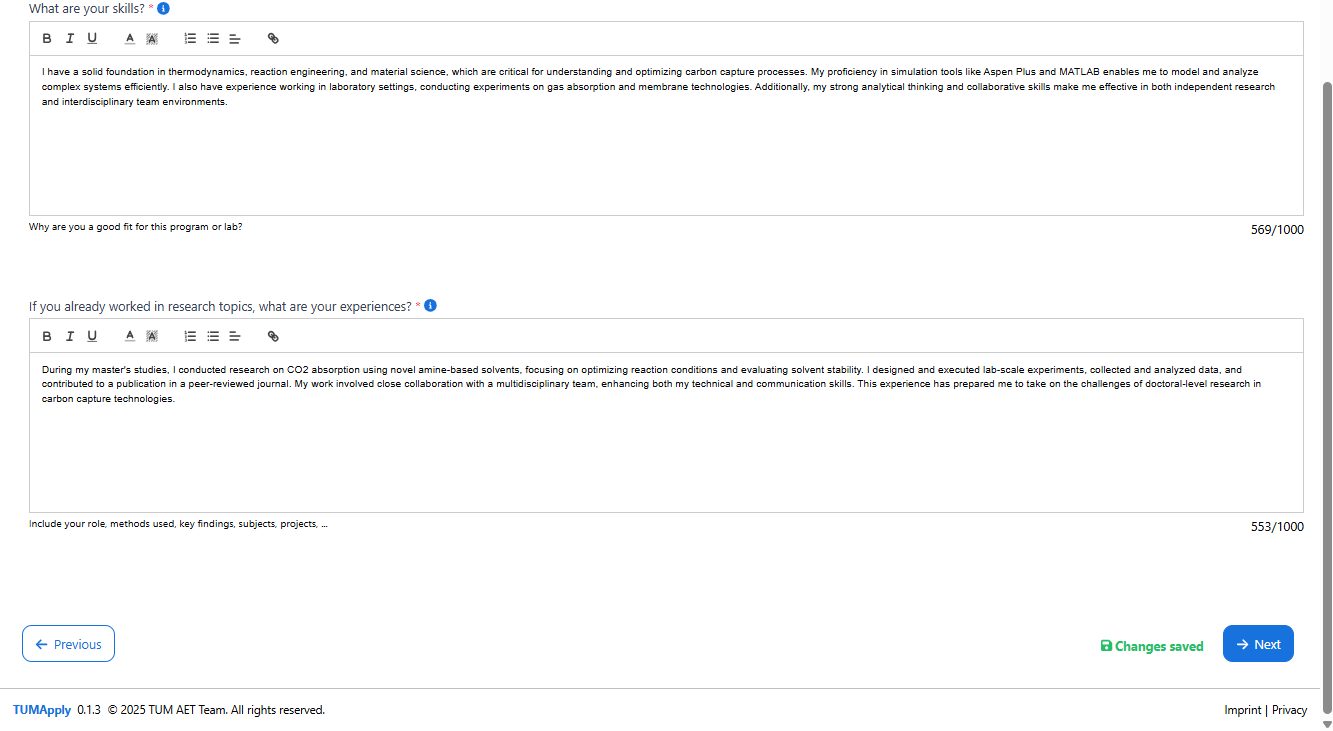 What are your skills? *
B I U A A
I have a solid foundation in thermodynamics, reaction engineering, and material science, which are critical for understanding and optimizing carbon capture processes. My proficiency in simulation tools like Aspen Plus and MATLAB enables me to model and analyze
complex systems efficiently. I also have experience working in laboratory settings, conducting experiments on gas absorption and membrane technologies. Additionally, my strong analytical thinking and collaborative skills make me effective in both independent research
and interdisciplinary team environments.
Why are you a good fit for this program or lab?
569/1000
If you already worked in research topics, what are your experiences? *
B I U A A
During my master's studies, I conducted research on CO2 absorption using novel amine-based solvents, focusing on optimizing reaction conditions and evaluating solvent stability. I designed and executed lab-scale experiments, collected and analyzed data, and
contributed to a publication in a peer-reviewed journal. My work involved close collaboration with a multidisciplinary team, enhancing both my technical and communication skills. This experience has prepared me to take on the challenges of doctoral-level research in
carbon capture technologies.
Include your role, methods used, key findings, subjects, projects, ...
553/1000
Previous
Changes saved
Next
TUMApply 0.1.3 © 2025 TUM AET Team. All rights reserved.
Imprint | Privacy